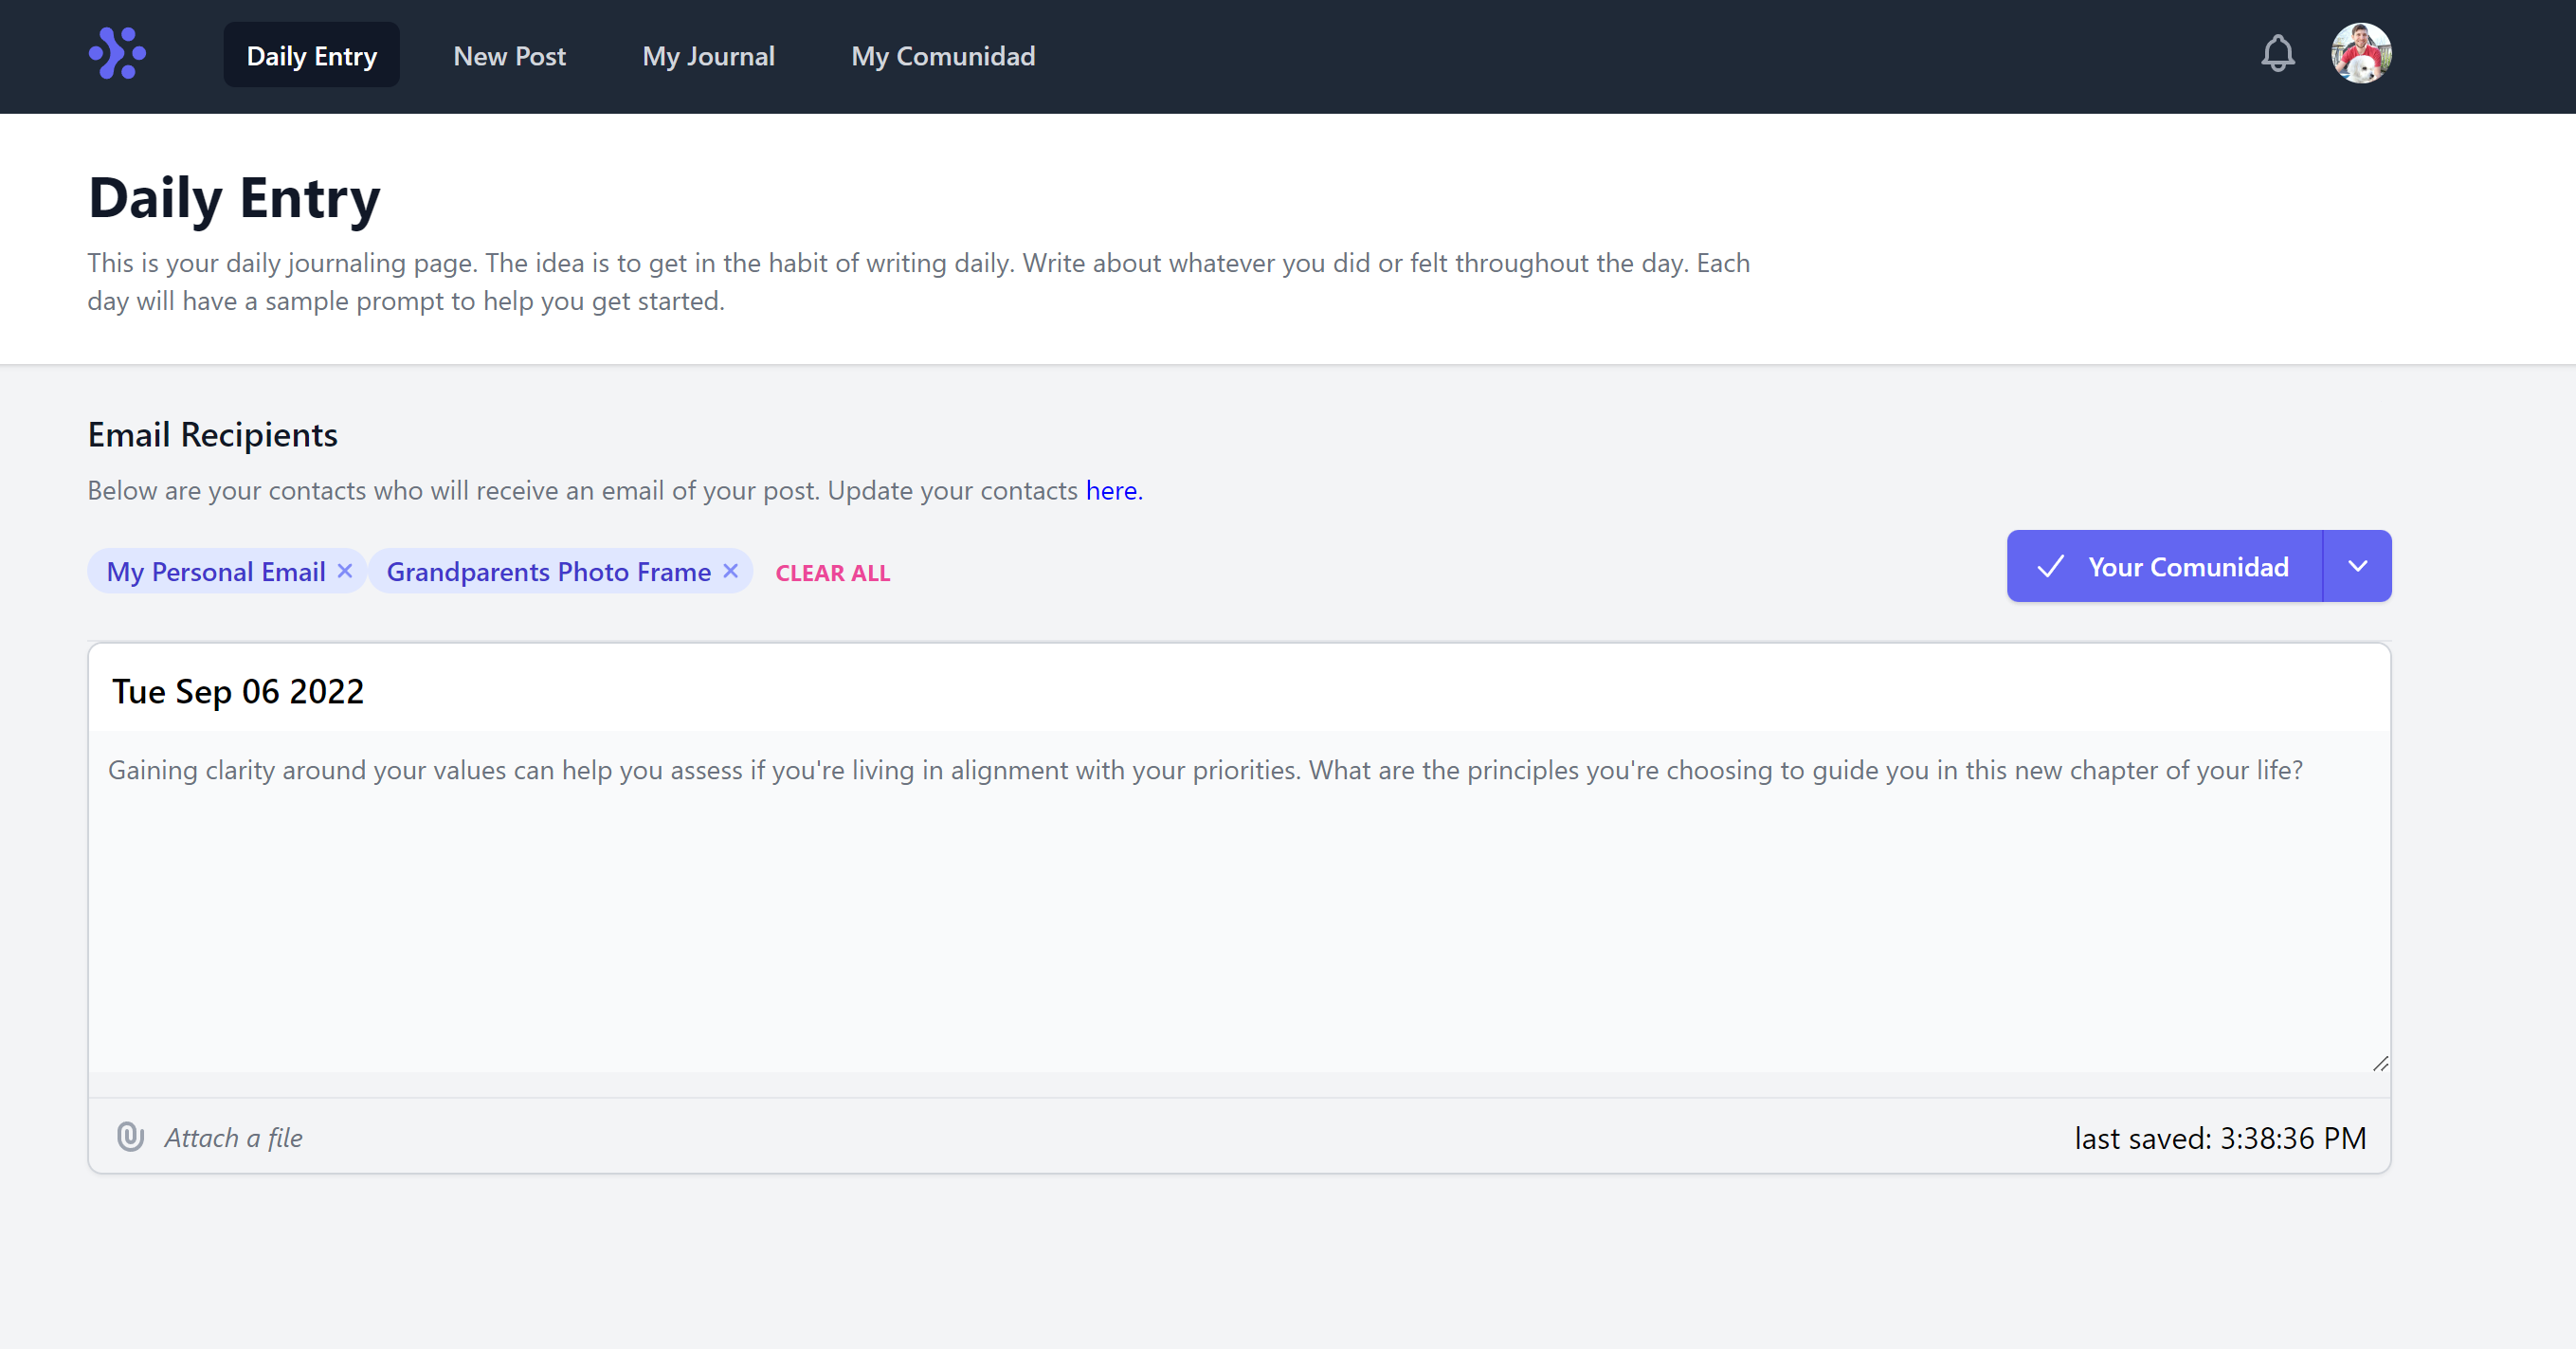 Daily Entry
New Post
My Journal
My Comunidad
Daily Entry
This is your daily journaling page. The idea is to get in the habit of writing daily. Write about whatever you did or felt throughout the day. Each
day will have a sample prompt to help you get started.
Email Recipients
Below are your contacts who will receive an email of your post. Update your contacts here.
My Personal Email ×
Grandparents Photo Frame ×
CLEAR ALL
Your Comunidad
Tue Sep 06 2022
Gaining clarity around your values can help you assess if you're living in alignment with your priorities. What are the principles you're choosing to guide you in this new chapter of your life?
Attach a file
last saved: 3:38:36 PM